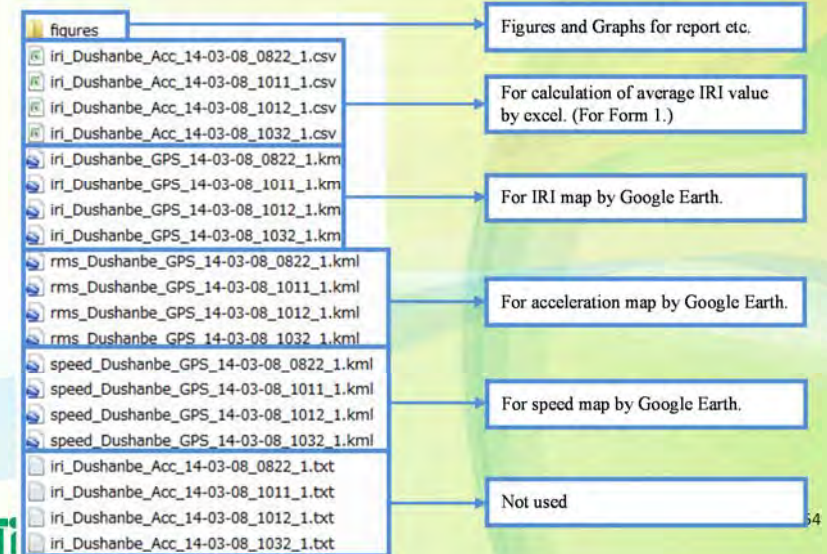 figures
Figures and Graphs for report etc.
iri_Dushanbe_Acc_14-03-08_0822_1.csv
iri_Dushanbe_Acc_14-03-08_1011_1.csv
iri_Dushanbe_Acc_14-03-08_1012_1.csv
iri_Dushanbe_Acc_14-03-08_1032_1.csv
For calculation of average IRI value
by excel. (For Form 1.)
iri_Dushanbe_GPS_14-03-08_0822_1.km
iri_Dushanbe_GPS_14-03-08_1011_1.km
iri_Dushanbe_GPS_14-03-08_1012_1.km
iri_Dushanbe_GPS_14-03-08_1032_1.km
For IRI map by Google Earth.
rms_Dushanbe_GPS_14-03-08_0822_1.kml
rms_Dushanbe_GPS_14-03-08_1011_1.kml
rms_Dushanbe_GPS_14-03-08_1012_1.kml
rms_Dushanbe_GPS_14-03-08_1032_1.kml
For acceleration map by Google Earth.
speed_Dushanbe_GPS_14-03-08_0822_1.kml
speed_Dushanbe_GPS_14-03-08_1011_1.kml
speed_Dushanbe_GPS_14-03-08_1012_1.kml
speed_Dushanbe_GPS_14-03-08_1032_1.kml
For speed map by Google Earth.
iri_Dushanbe_Acc_14-03-08_0822_1.txt
iri_Dushanbe_Acc_14-03-08_1011_1.txt
iri_Dushanbe_Acc_14-03-08_1012_1.txt
iri_Dushanbe_Acc_14-03-08_1032_1.txt
Not used